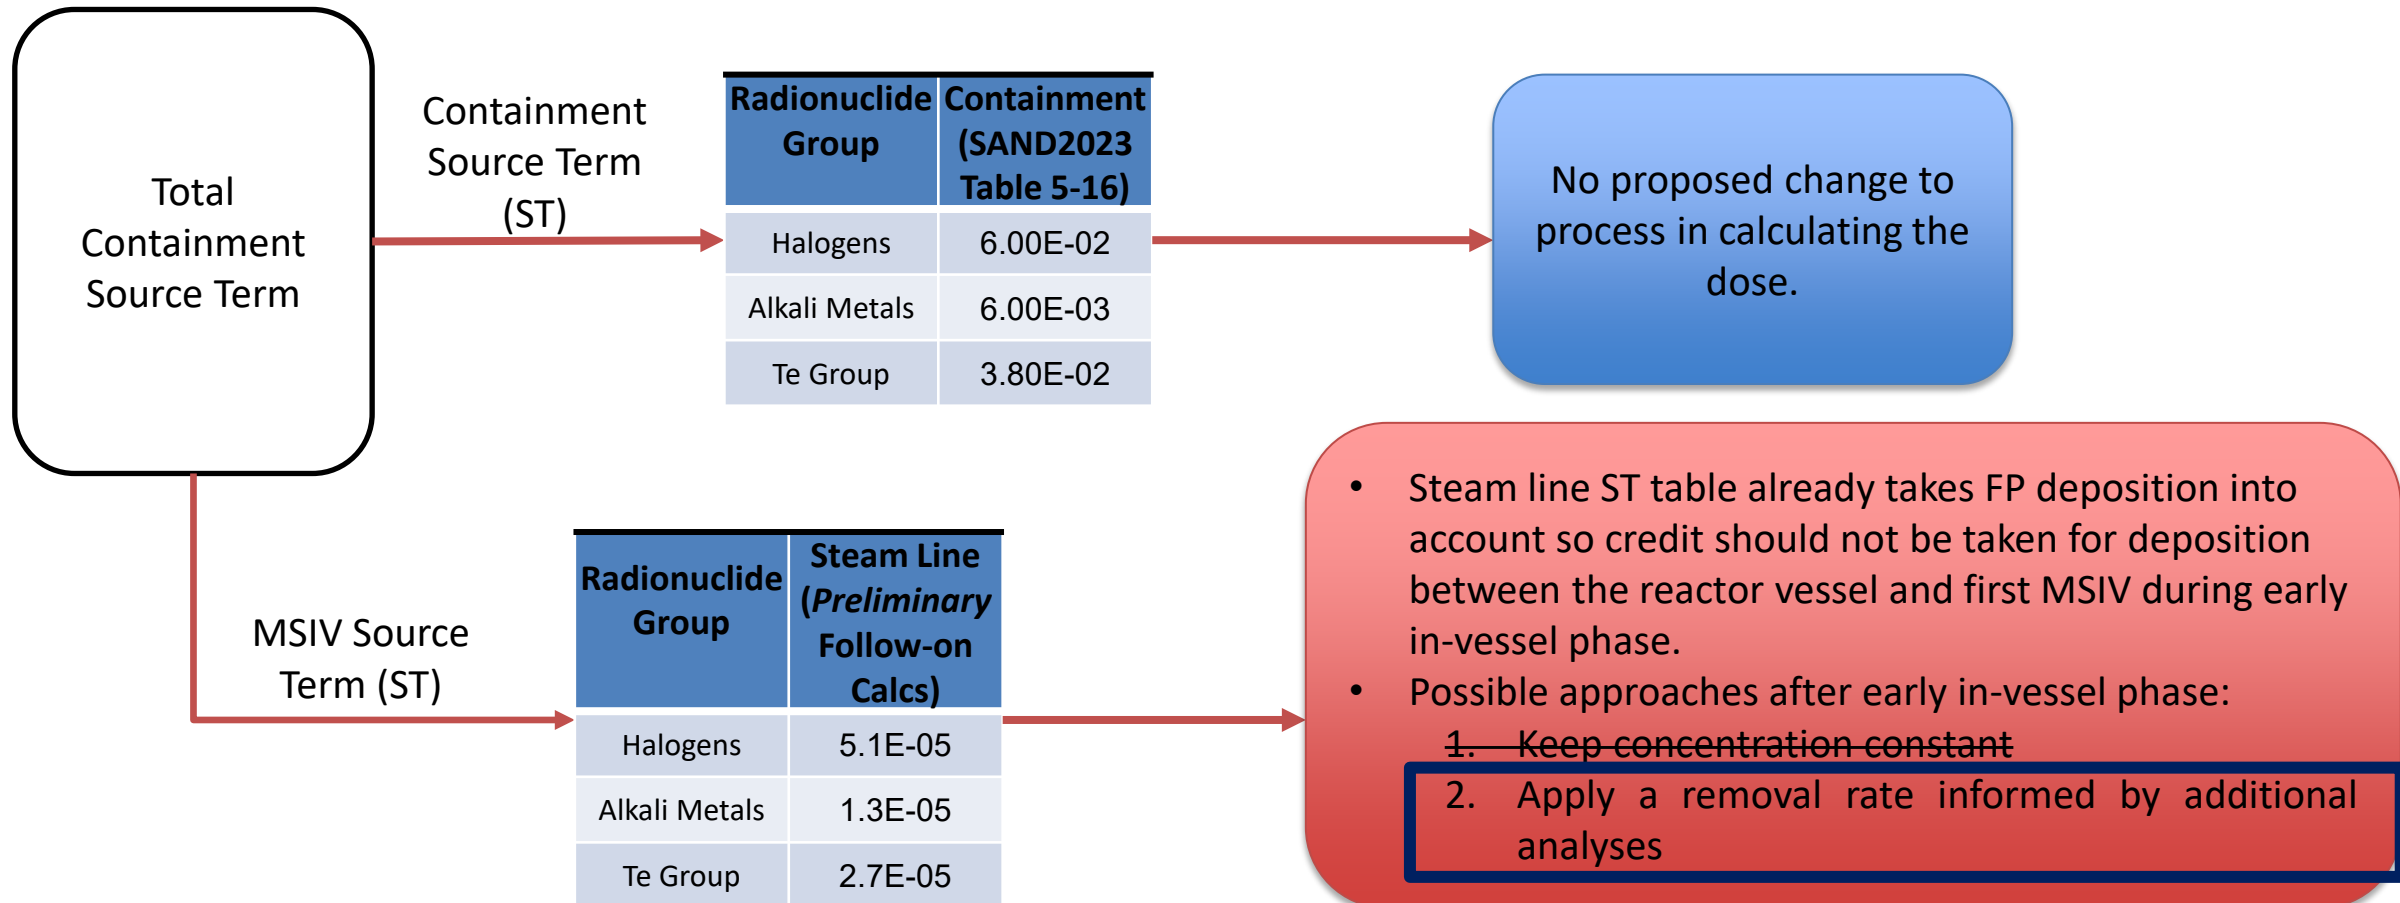 Total
Containment
Source Term
Containment
Source Term
(ST)
Radionuclide
Group
Containment
(SAND2023
Table 5-16)
Halogens 6.00E-02
Alkali Metals 6.00E-03
Te Group 3.80E-02
No proposed change to
process in calculating the
dose.
MSIV Source
Term (ST)
Radionuclide
Group
Steam Line
(Preliminary
Follow-on
Calcs)
Halogens 5.1E-05
Alkali Metals 1.3E-05
Te Group 2.7E-05
• Steam line ST table already takes FP deposition into
account so credit should not be taken for deposition
between the reactor vessel and first MSIV during early
in-vessel phase.
• Possible approaches after early in-vessel phase:
1. Keep concentration constant
2. Apply a removal rate informed by additional
analyses